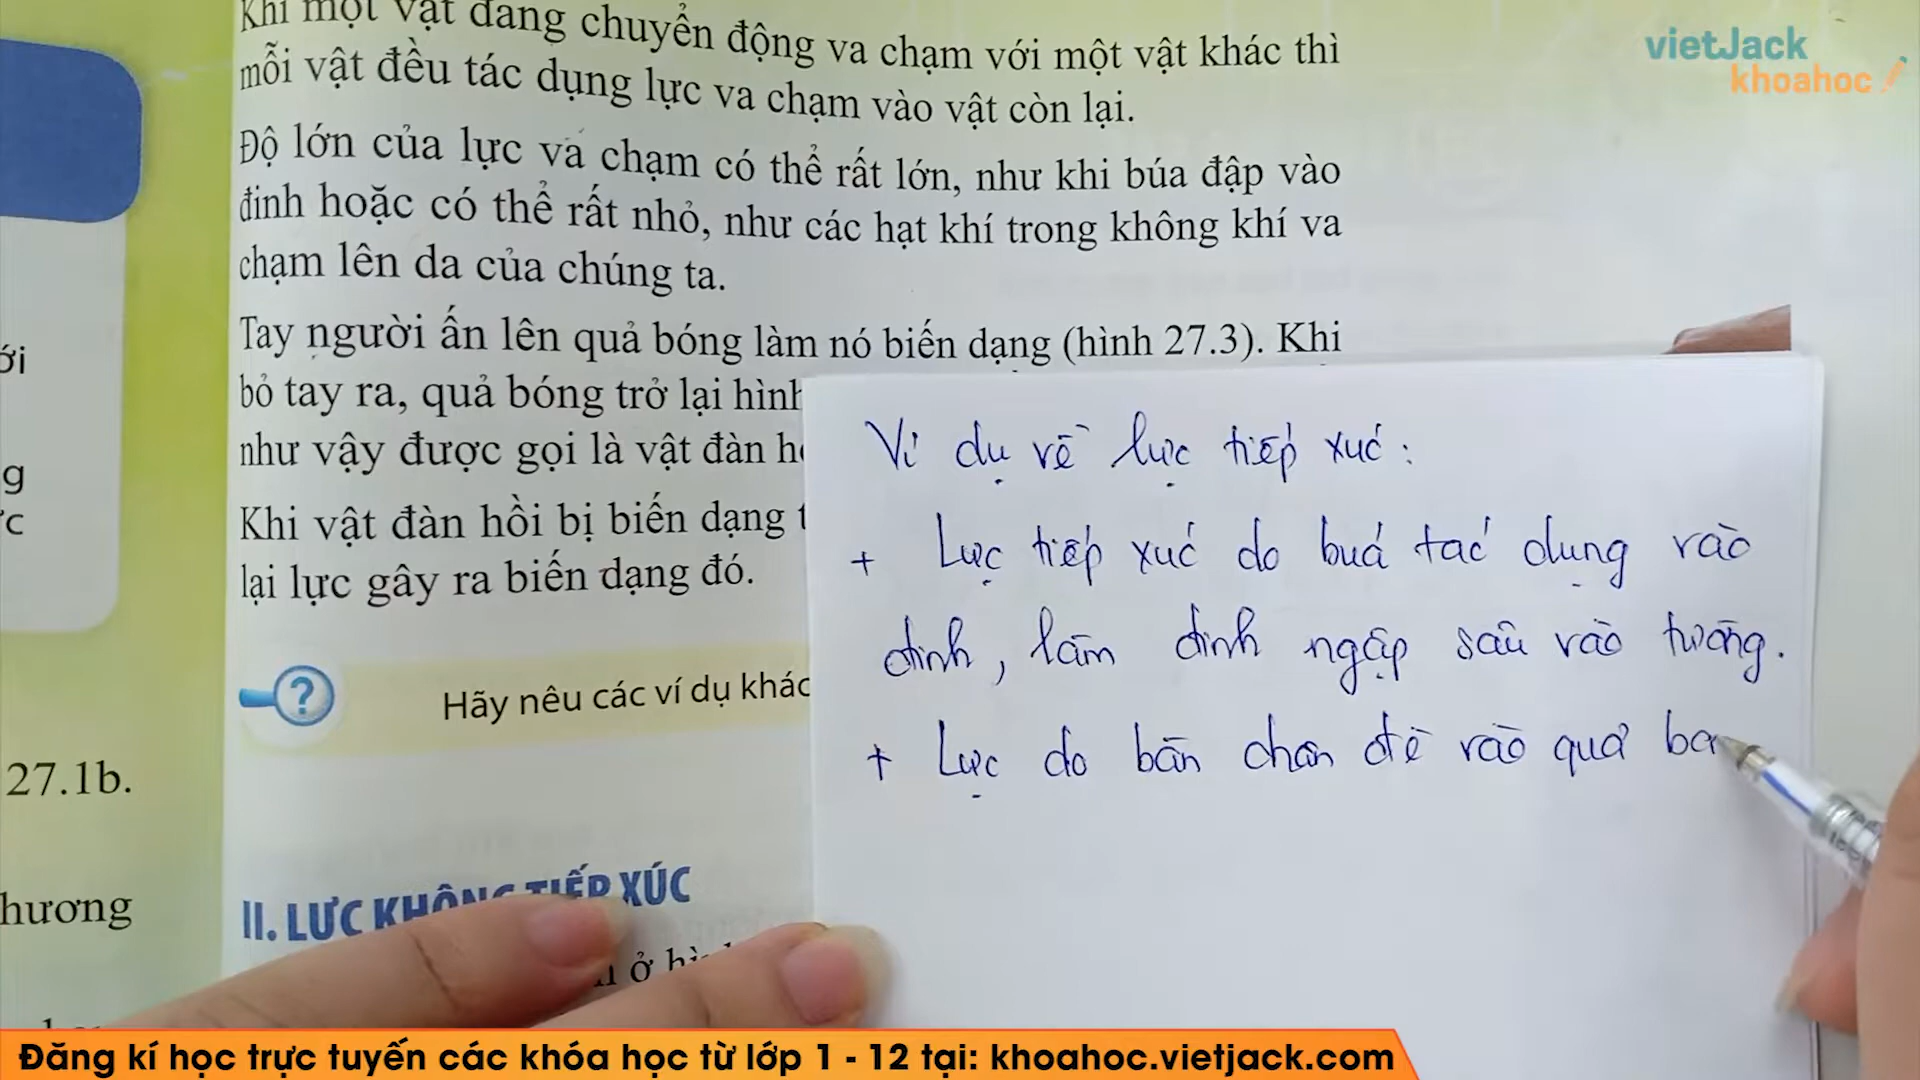 Khi một vật đang chuyển động va chạm với một vật khác thì
mỗi vật đều tác dụng lực va chạm vào vật còn lại.
Độ lớn của lực va chạm có thể rất lớn, như khi búa đập vào
đinh hoặc có thể rất nhỏ, như các hạt khí trong không khí va
chạm lên da của chúng ta.
Tay người ấn lên quả bóng làm nó biến dạng (hình 27.3). Khi
bỏ tay ra, quả bóng trở lại hình
như vậy được gọi là vật đàn
Khi vật đàn hồi bị biến dạng
lại lực gây ra biến dạng đó.
Hãy nêu các ví dụ khác
II. LỰC KHÔNG TIẾP XÚC
ở
ới
g
27.1b.
hương
Ví dụ về lực tiếp xúc:
+ Lực tiếp xúc do búa tác dụng vào
đinh, làm đinh ngập sâu vào tường.
+ Lực do bàn chân đè vào quả
vietJack
khoahoc
Đăng kí học trực tuyến các khóa học từ lớp 1 - 12 tại: khoahoc.vietjack.com